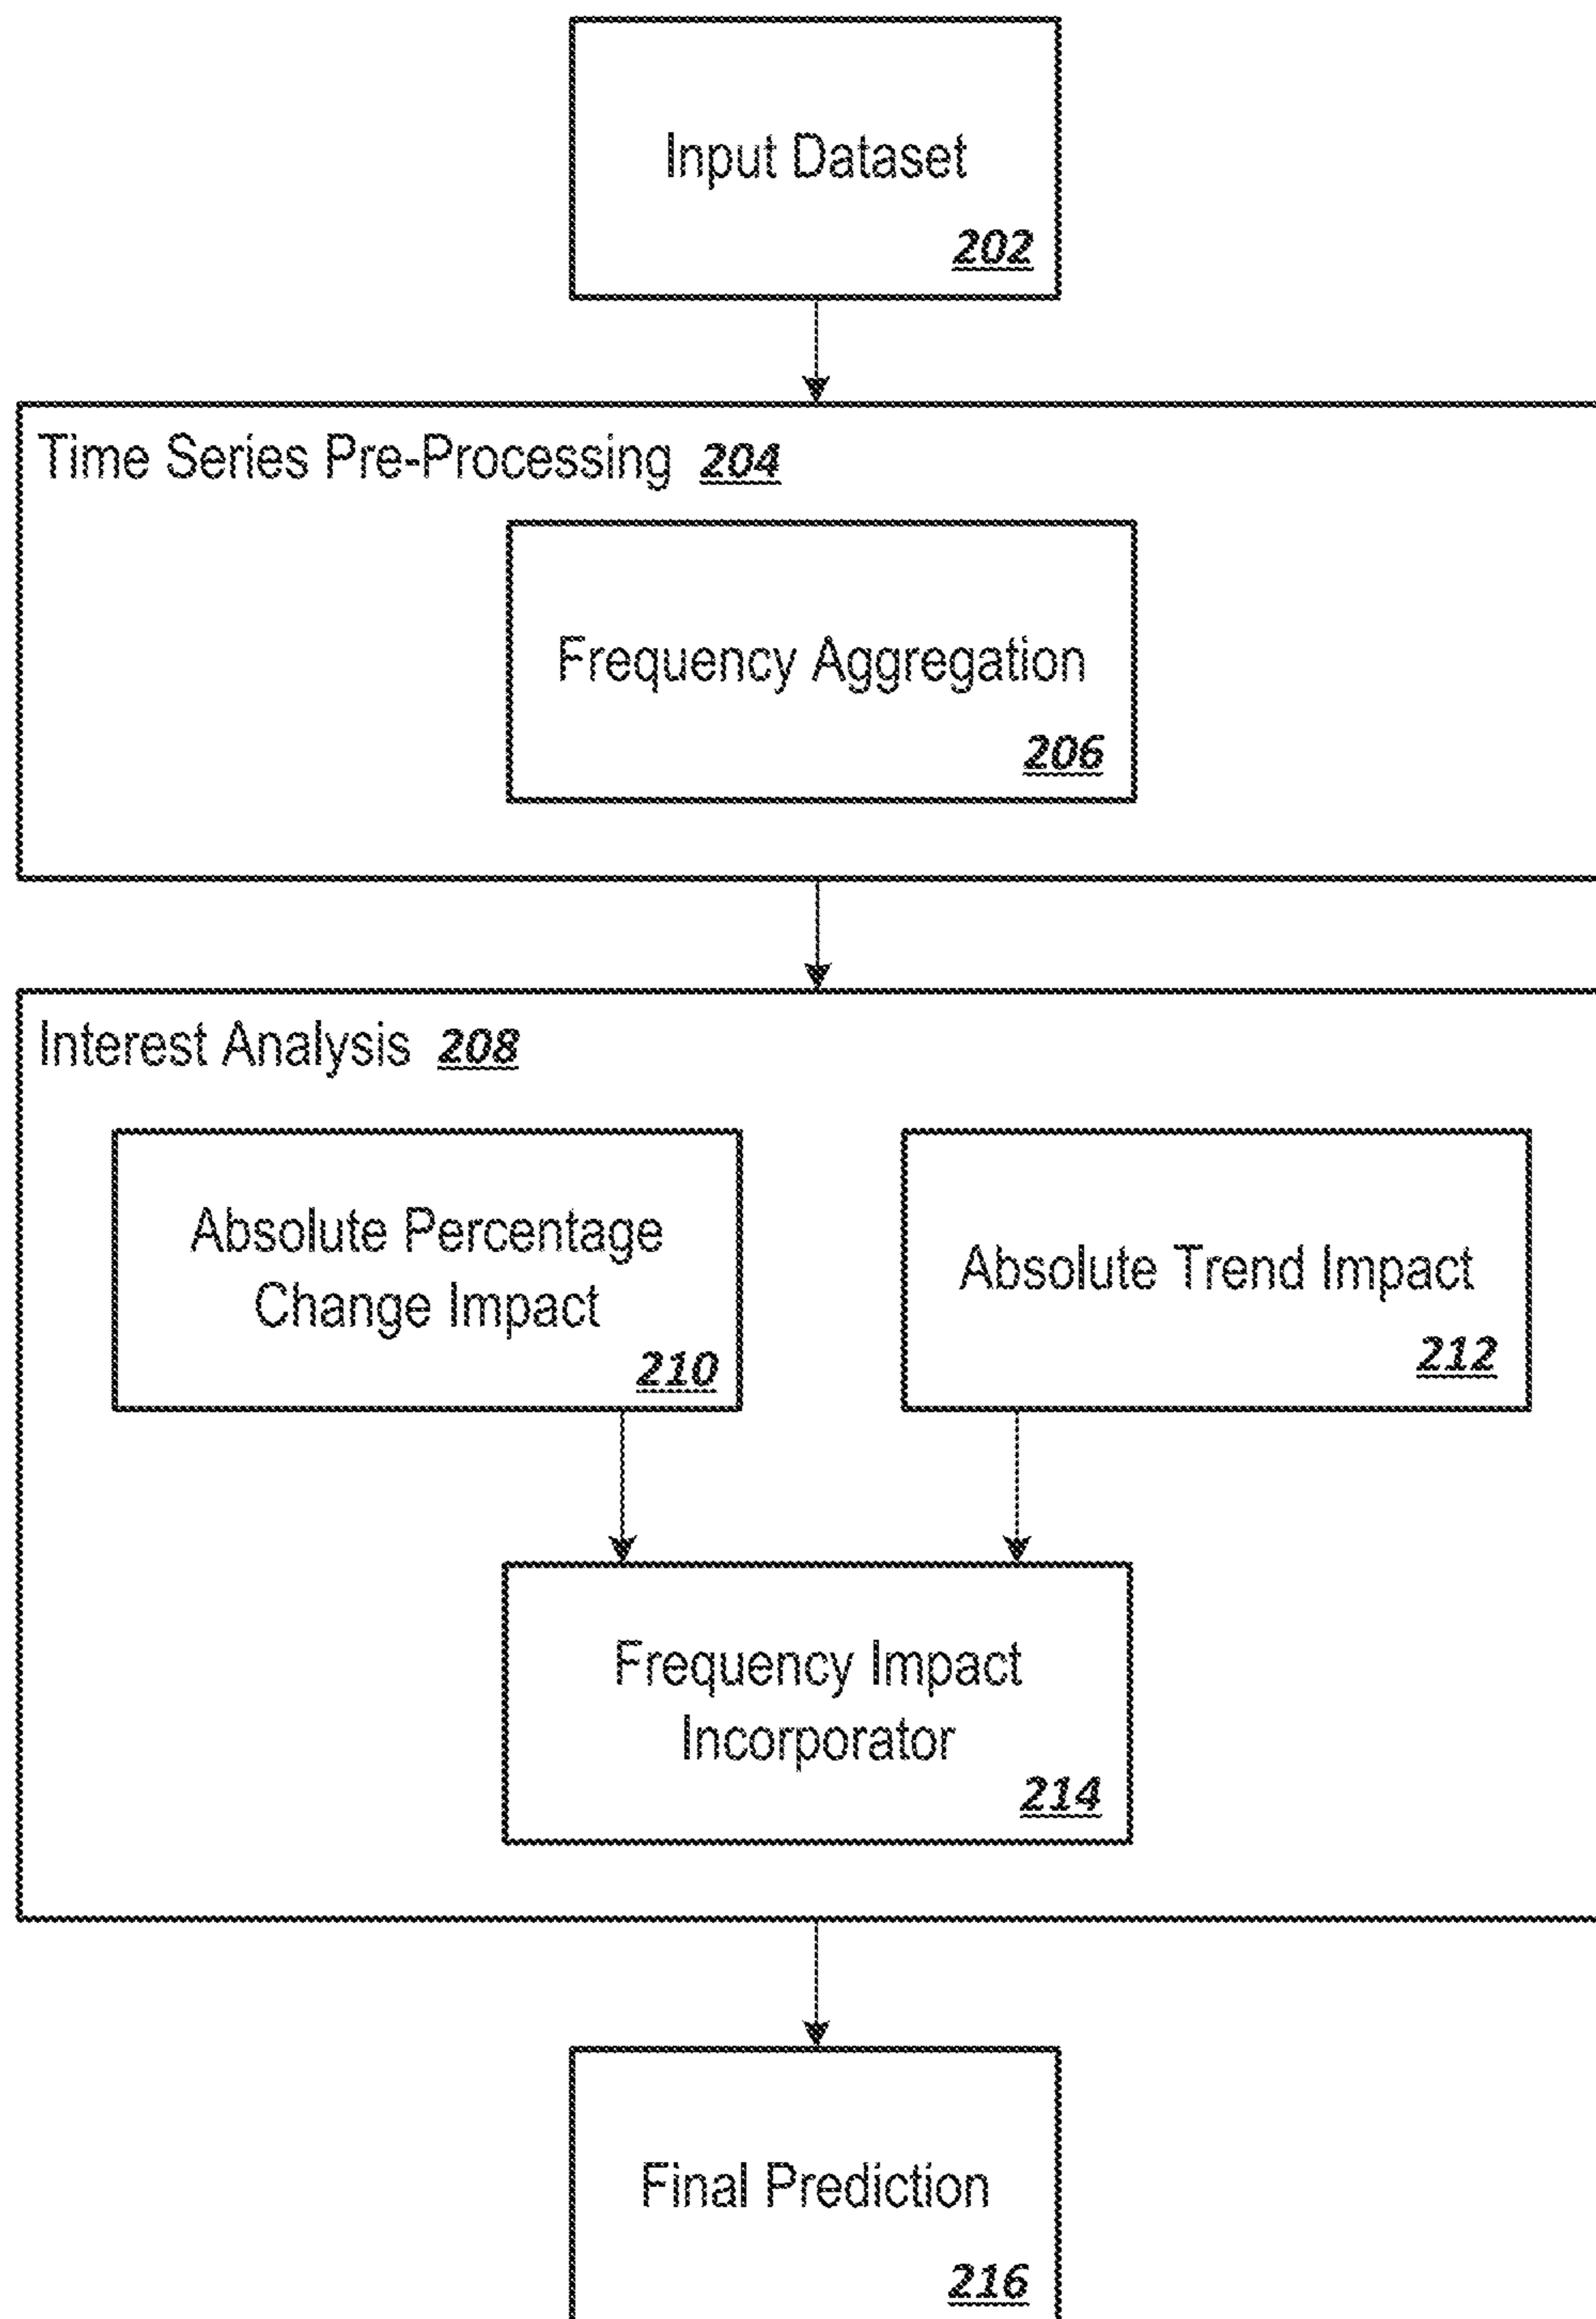 Input Dataset
202
Time Series Pre-Processing 204
Frequency Aggregation
206
Interest Analysis 208
Absolute Percentage
Change Impact
210
Absolute Trend Impact
212
Frequency Impact
Incorporator
214
Final Prediction
216